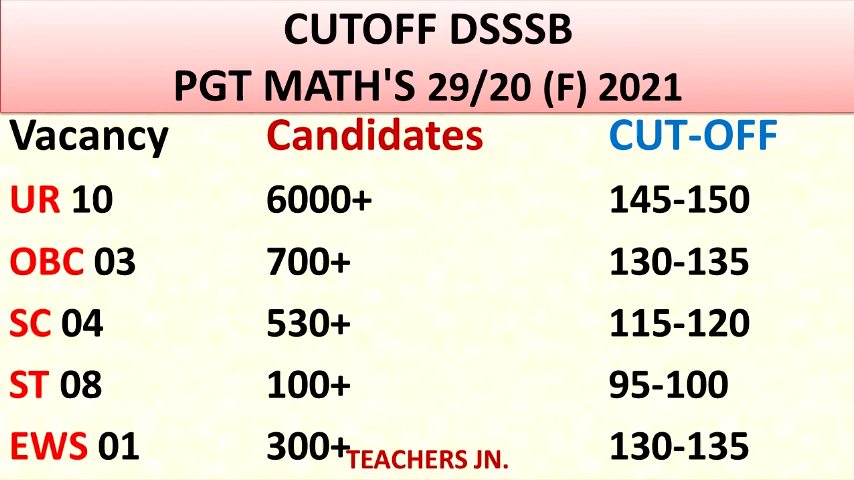 CUTOFF DSSSB
PGT MATH'S 29/20 (F) 2021
Vacancy Candidates CUT-OFF
UR 10 6000+ 145-150
OBC 03 700+ 130-135
SC 04 530+ 115-120
ST 08 100+ 95-100
EWS 01 300+ 130-135
TEACHERS JN.